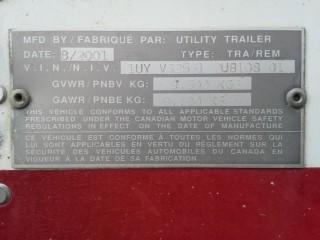 MFD BY / FABRIQUÉ PAR: UTILITY TRAILER
DATE: 8/2001 TYPE: TRA/REM
V.I.N./N.I.V. 1UY
GVWR/PNBV KG:
GAWR/PNBE KG:
THIS VEHICLE CONFORMS TO ALL APPLICABLE STANDARDS
PRESCRIBED UNDER THE CANADIAN MOTOR VEHICLE SAFETY
REGULATIONS IN EFFECT ON THE DATE OF MANUFACTURE
CE VÉHICULE EST CONFORME À TOUTES LES NORMES QUI
LUI SONT APPLICABLES EN VERTU DU RÈGLEMENT SUR LA
SÉCURITÉ DES VÉHICULES AUTOMOBILES DU CANADA EN
VIGUEUR À LA DATE DE SA FABRICATION